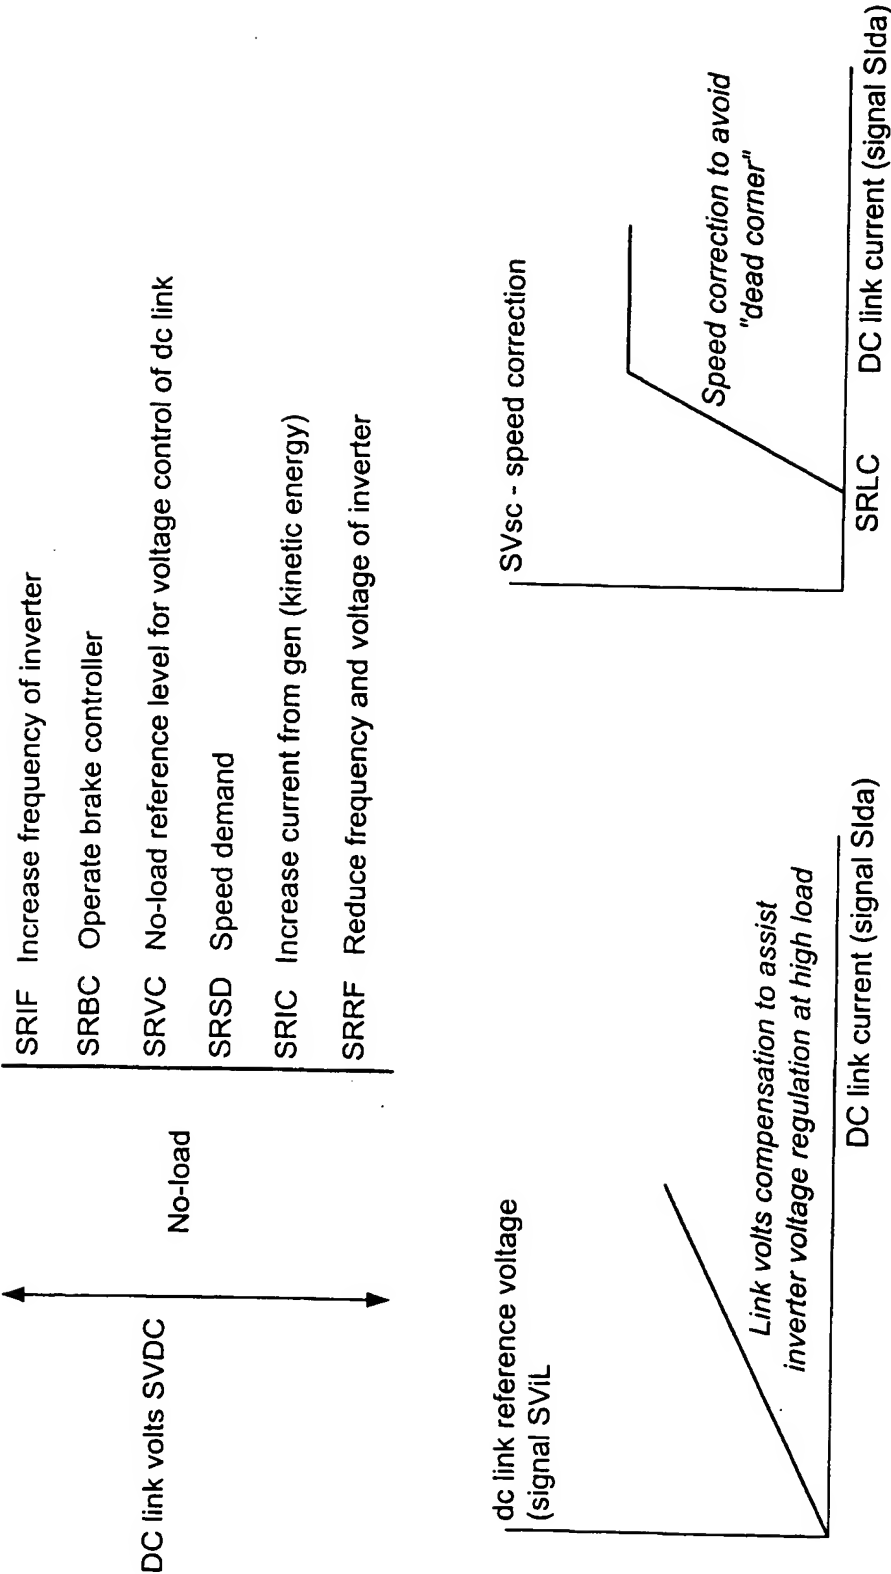 DC link volts SVDC
No-load
SRIF Increase frequency of inverter
SRBC Operate brake controller
SRVC No-load reference level for voltage control of dc link
SRSD Speed demand
SRIC Increase current from gen (kinetic energy)
SRRF Reduce frequency and voltage of inverter
dc link reference voltage
(signal SViL
Link volts compensation to assist
inverter voltage regulation at high load
DC link current (signal SIda)
SVsc - speed correction
Speed correction to avoid
"dead corner"
SRLC
DC link current (signal SIda)